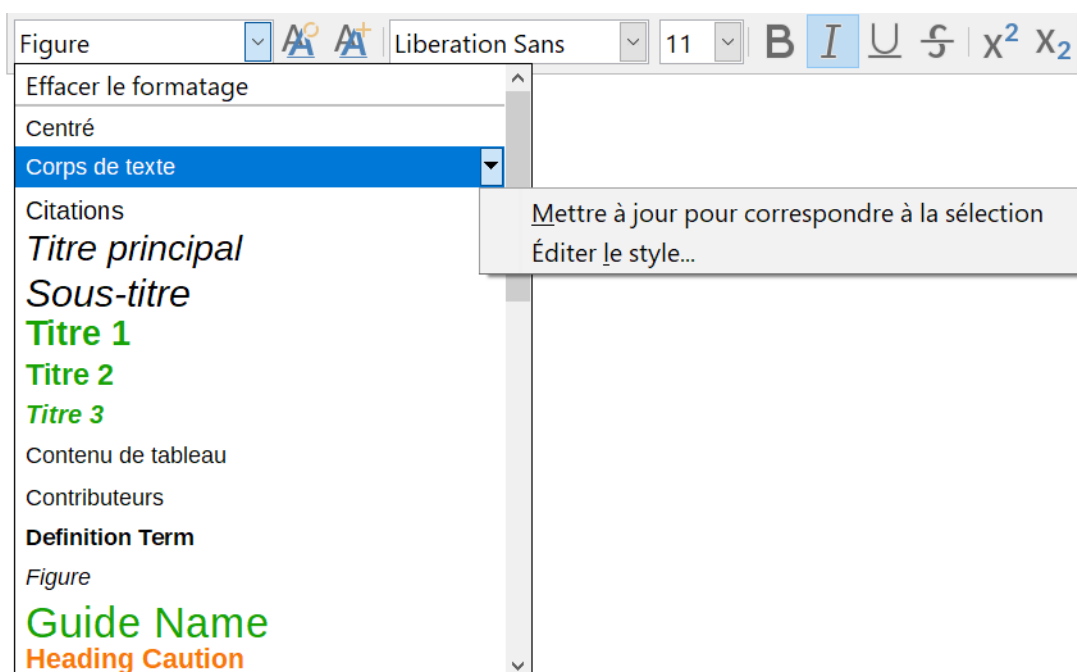 Figure
Liberation Sans
11
B I U S X² X₂
Effacer le formatage
Centré
Corps de texte
Mettre à jour pour correspondre à la sélection
Éditer le style...
Citations
Titre principal
Sous-titre
Titre 1
Titre 2
Titre 3
Contenu de tableau
Contributeurs
Definition Term
Figure
Guide Name
Heading Caution